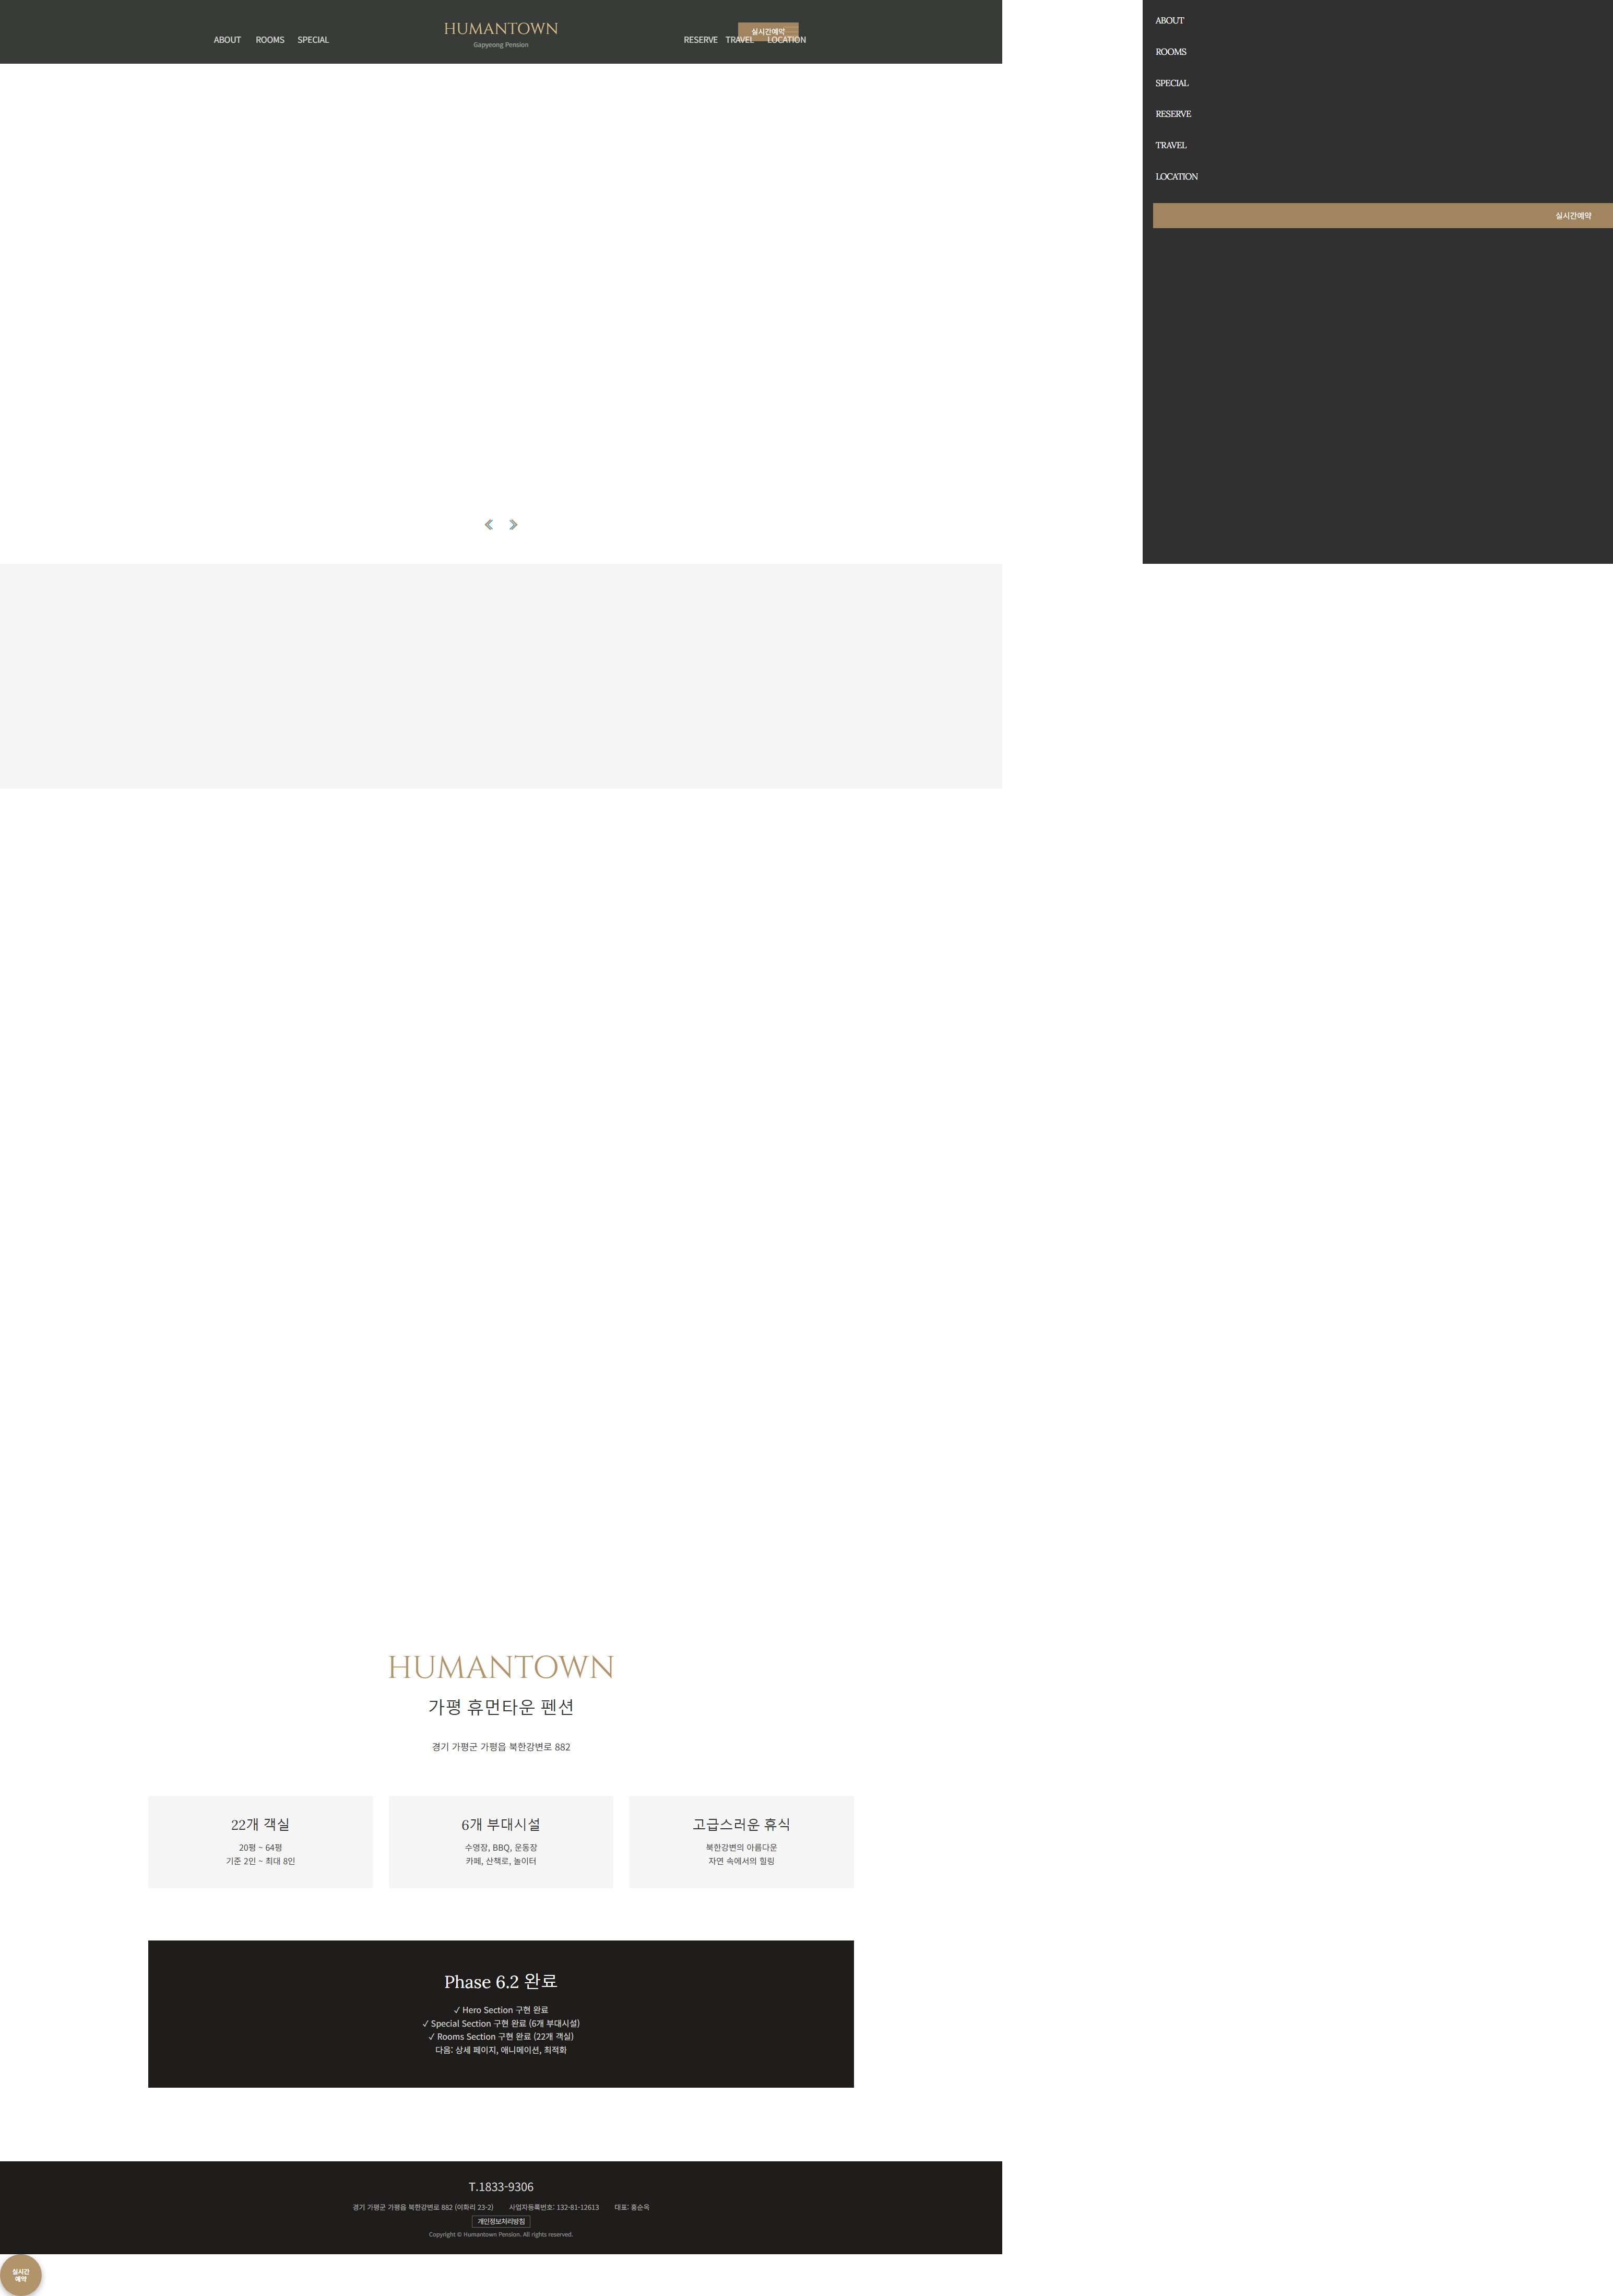 ABOUT
ROOMS
SPECIAL
HUMANTOWN
Gapyeong Pension
RESERVE
TRAVEL
LOCATION
실시간예약
ABOUT
ROOMS
SPECIAL
RESERVE
TRAVEL
LOCATION
실시간예약
HUMANTOWN
가평 휴먼타운 펜션
경기 가평군 가평읍 북한강변로 882
22개 객실
20평 ~ 64평
기준 2인 ~ 최대 8인
6개 부대시설
수영장, BBQ, 운동장
카페, 산책로, 놀이터
고급스러운 휴식
북한강변의 아름다운
자연 속에서의 힐링
Phase 6.2 완료
✓ Hero Section 구현 완료
✓ Special Section 구현 완료 (6개 부대시설)
✓ Rooms Section 구현 완료 (22개 객실)
다음: 상세 페이지, 애니메이션, 최적화
T.1833-9306
경기 가평군 가평읍 북한강변로 882 (이화리 23-2) 사업자등록번호: 132-81-12613 대표: 홍순옥
개인정보처리방침
Copyright © Humantown Pension. All rights reserved.
실시간
예약